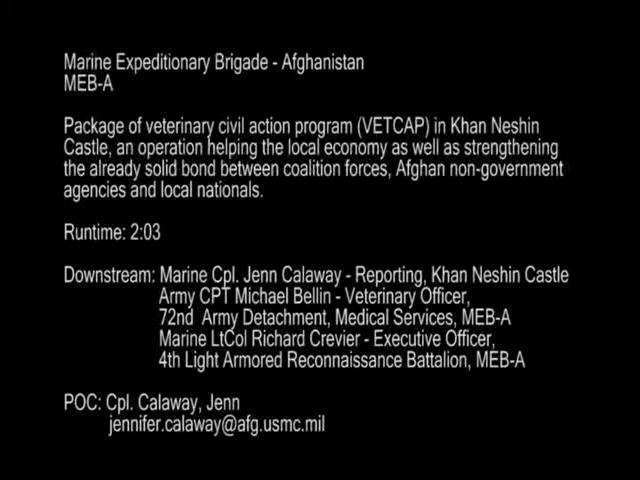 Marine Expeditionary Brigade - Afghanistan
MEB-A
Package of veterinary civil action program (VETCAP) in Khan Neshin
Castle, an operation helping the local economy as well as strengthening
the already solid bond between coalition forces, Afghan non-government
agencies and local nationals.
Runtime: 2:03
Downstream: Marine Cpl. Jenn Calaway - Reporting, Khan Neshin Castle
Army CPT Michael Bellin - Veterinary Officer,
72nd Army Detachment, Medical Services, MEB-A
Marine LtCol Richard Crevier - Executive Officer,
4th Light Armored Reconnaissance Battalion, MEB-A
POC: Cpl. Calaway, Jenn
jennifer.calaway@afg.usmc.mil